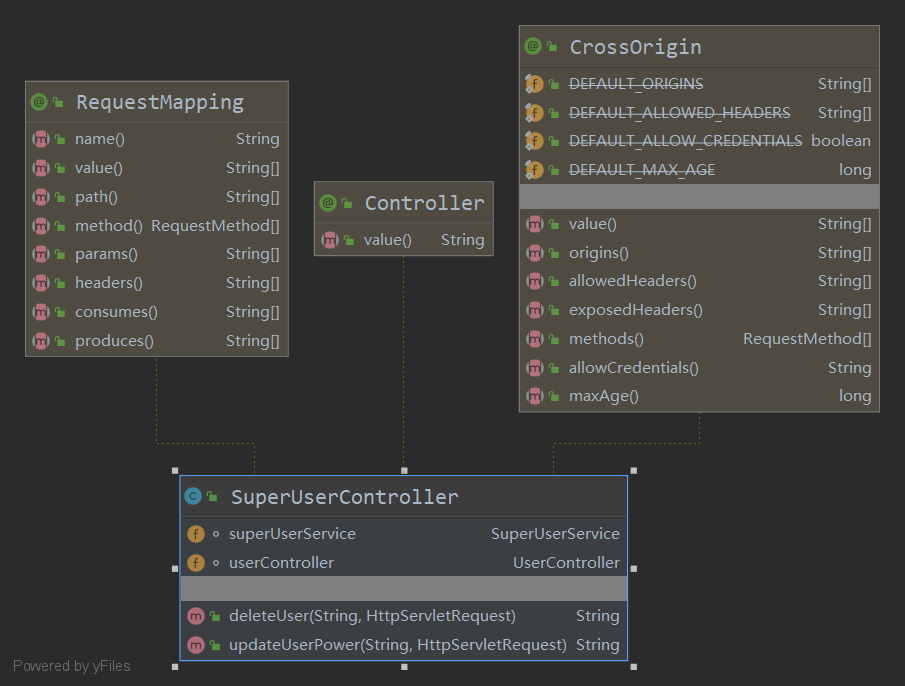 RequestMapping
name() String
value() String[]
path() String[]
method() RequestMethod[]
params() String[]
headers() String[]
consumes() String[]
produces() String[]
Controller
value() String
CrossOrigin
DEFAULT_ORIGINS String[]
DEFAULT_ALLOWED_HEADERS String[]
DEFAULT_ALLOW_CREDENTIALS boolean
DEFAULT_MAX_AGE long
value() String[]
origins() String[]
allowedHeaders() String[]
exposedHeaders() String[]
methods() RequestMethod[]
allowCredentials() String
maxAge() long
SuperUserController
superUserService SuperUserService
userController UserController
deleteUser(String, HttpServletRequest) String
updateUserPower(String, HttpServletRequest) String
Powered by yFiles